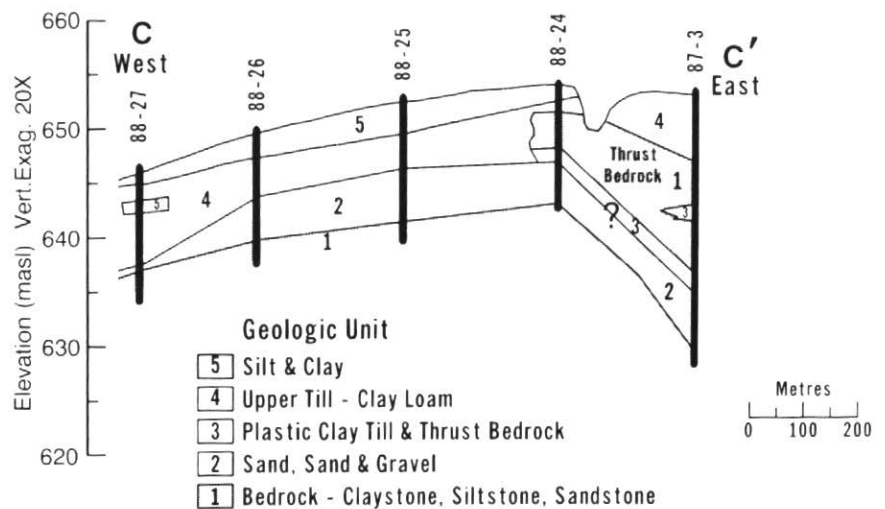 660
650
640
630
620
Elevation (masl) Vert.Exag. 20X
C
West
88-27
88-26
88-25
88-24
87-3
C'
East
5
4
Thrust
Bedrock
1
5
4
2
3
?
3
1
2
Geologic Unit
5 Silt & Clay
4 Upper Till - Clay Loam
3 Plastic Clay Till & Thrust Bedrock
2 Sand, Sand & Gravel
1 Bedrock - Claystone, Siltstone, Sandstone
Metres
0 100 200